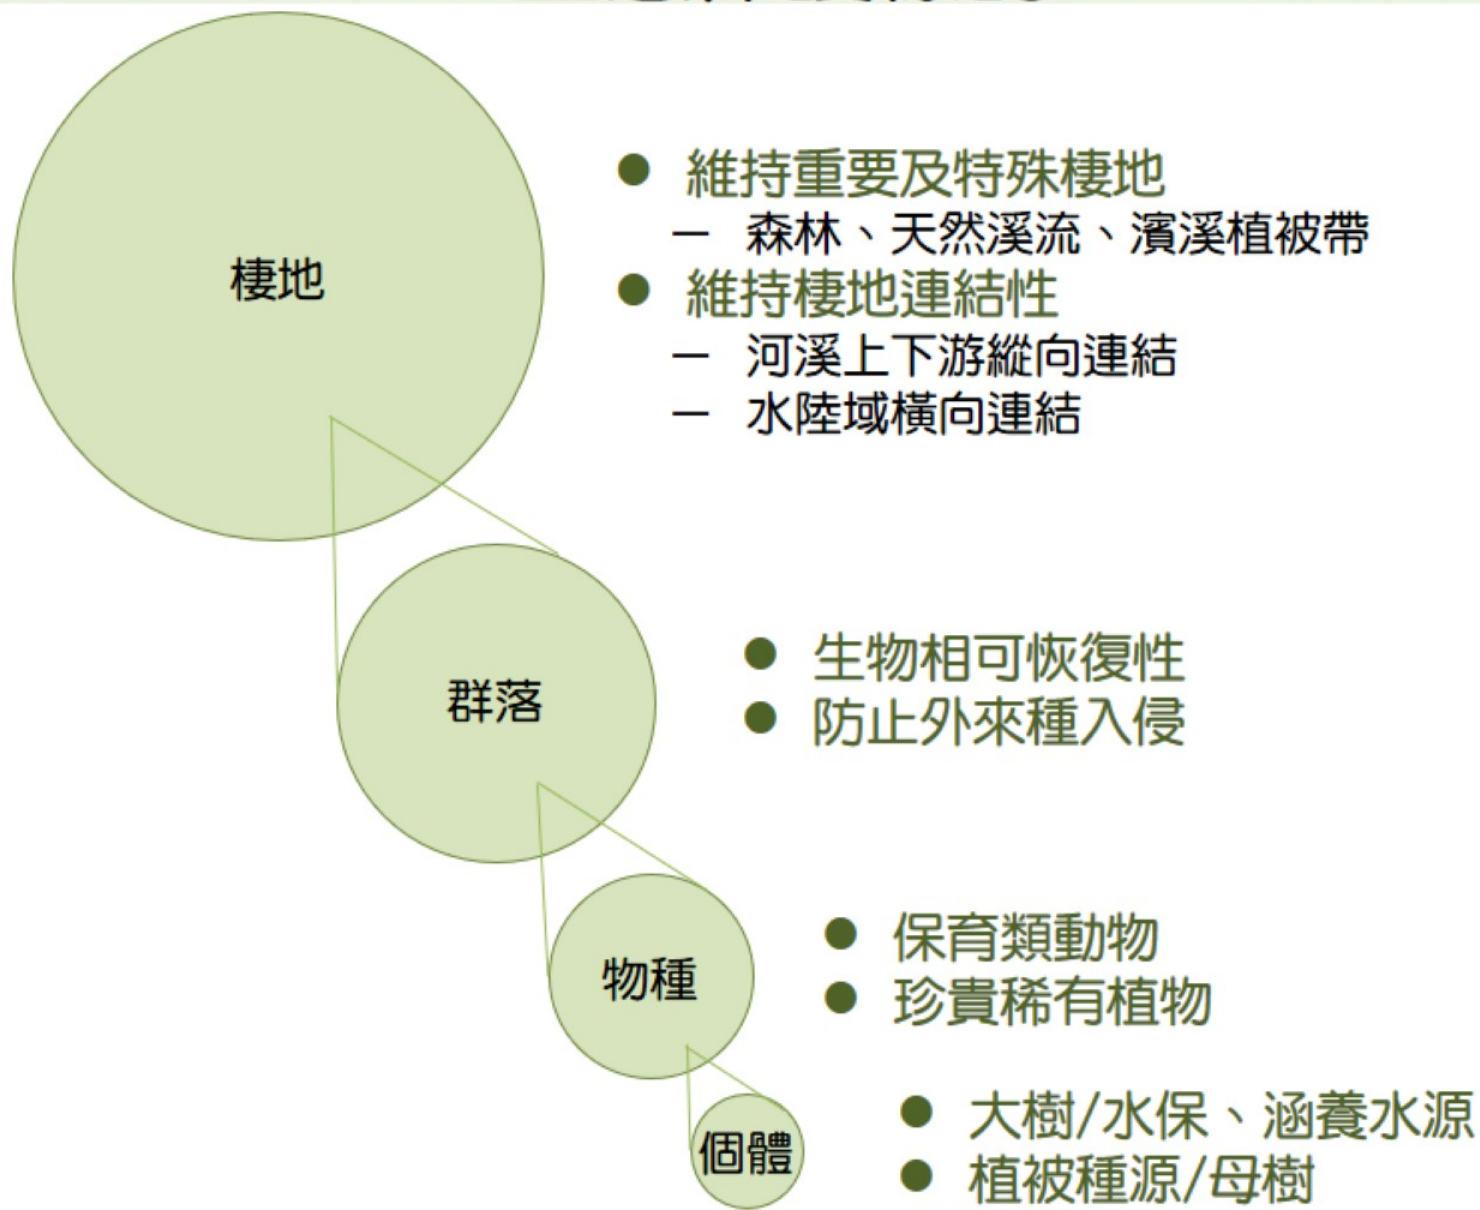 棲地
● 維持重要及特殊棲地
— 森林、天然溪流、濱溪植被帶
● 維持棲地連結性
— 河溪上下游縱向連結
— 水陸域橫向連結
群落
● 生物相可恢復性
● 防止外來種入侵
物種
● 保育類動物
● 珍貴稀有植物
個體
● 大樹/水保、涵養水源
● 植被種源/母樹